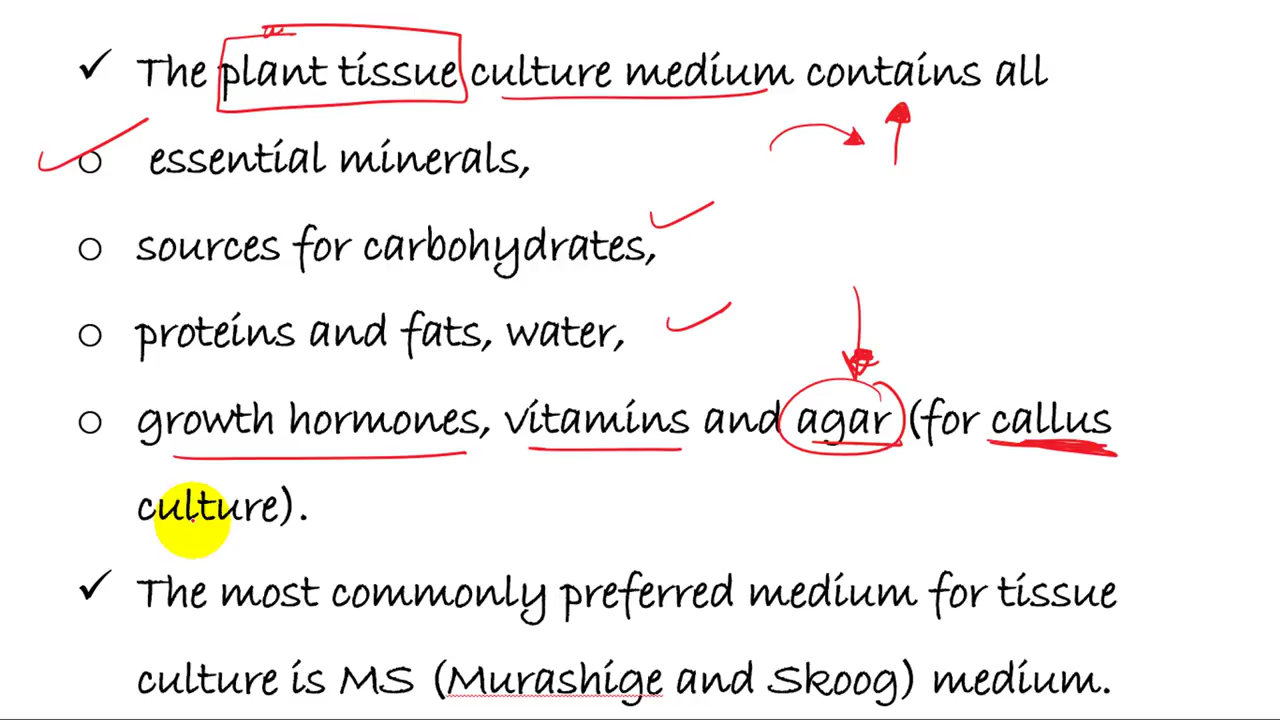 ✓ The plant tissue culture medium contains all
o essential minerals,
o sources for carbohydrates,
o proteins and fats, water,
o growth hormones, vitamins and agar (for callus
culture).
✓ The most commonly preferred medium for tissue
culture is MS (Murashige and Skoog) medium.